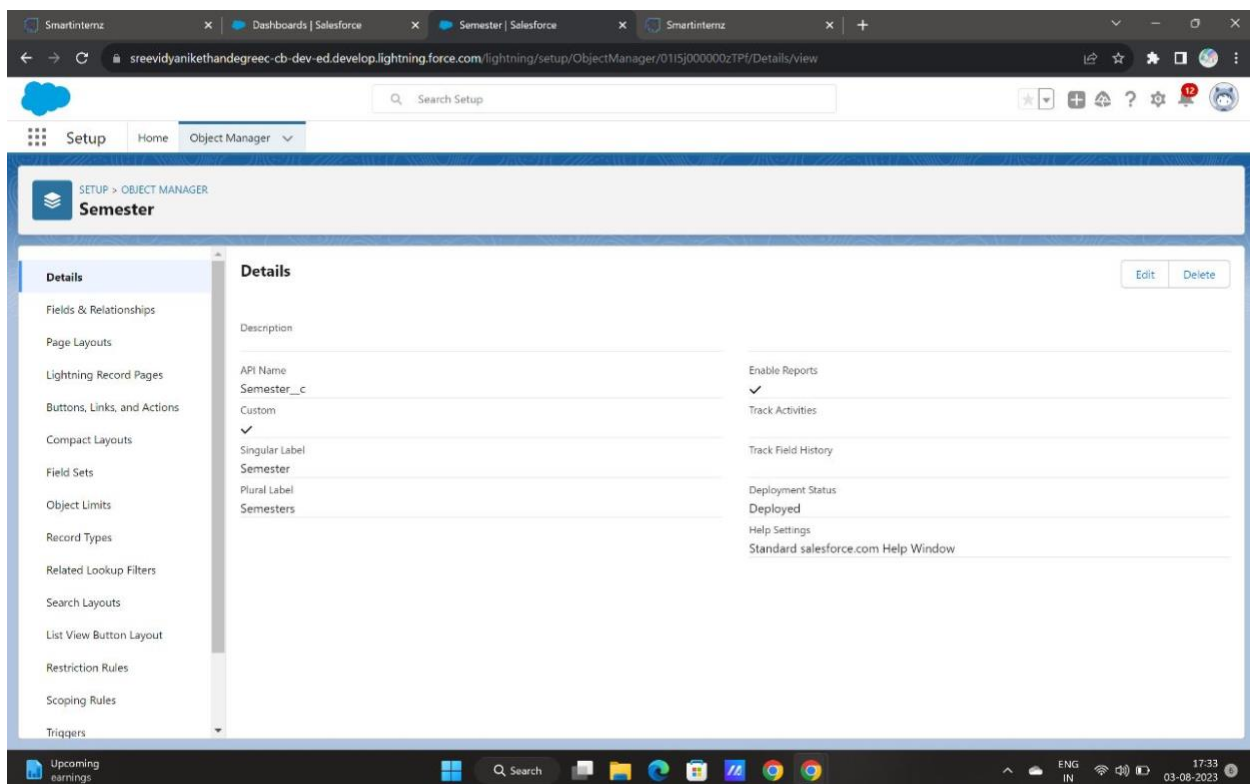 Smartinternz
Dashboards | Salesforce
Semester | Salesforce
Smartinternz
sreevidyanikethandegreec-cb-dev-ed.develop.lightning.force.com/lightning/setup/ObjectManager/01I5j000000zTPf/Details/view
Search Setup
12
Setup
Home
Object Manager
SETUP > OBJECT MANAGER
Semester
Details
Fields & Relationships
Page Layouts
Lightning Record Pages
Buttons, Links, and Actions
Compact Layouts
Field Sets
Object Limits
Record Types
Related Lookup Filters
Search Layouts
List View Button Layout
Restriction Rules
Scoping Rules
Triggers
Details
Edit
Delete
Description
API Name
Semester__c
Custom
Singular Label
Semester
Plural Label
Semesters
Enable Reports
Track Activities
Track Field History
Deployment Status
Deployed
Help Settings
Standard salesforce.com Help Window
Upcoming
earnings
Search
ENG
IN
17:33
03-08-2023
6